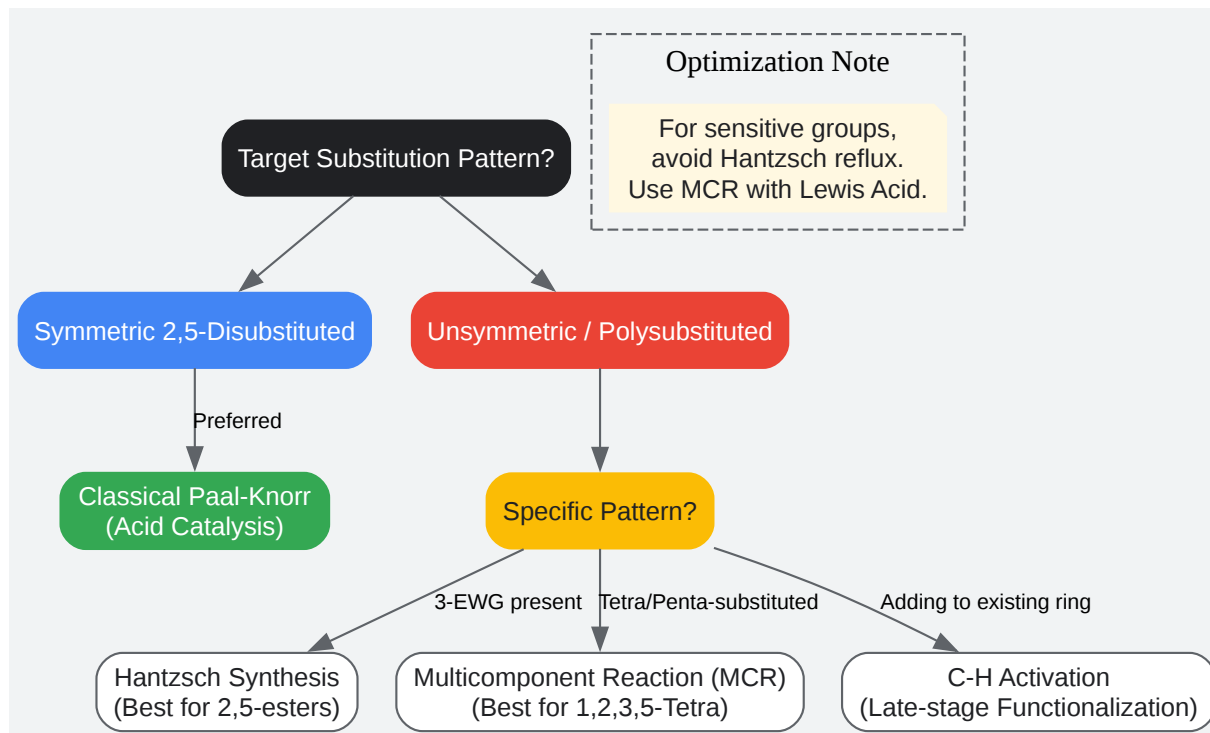 Optimization Note
For sensitive groups,
avoid Hantzsch reflux.
Use MCR with Lewis Acid.
Target Substitution Pattern?
Symmetric 2,5-Disubstituted
Unsymmetric / Polysubstituted
Preferred
Classical Paal-Knorr
(Acid Catalysis)
Specific Pattern?
3-EWG present
Tetra/Penta-substituted
Adding to existing ring
Hantzsch Synthesis
(Best for 2,5-esters)
Multicomponent Reaction (MCR)
(Best for 1,2,3,5-Tetra)
C-H Activation
(Late-stage Functionalization)